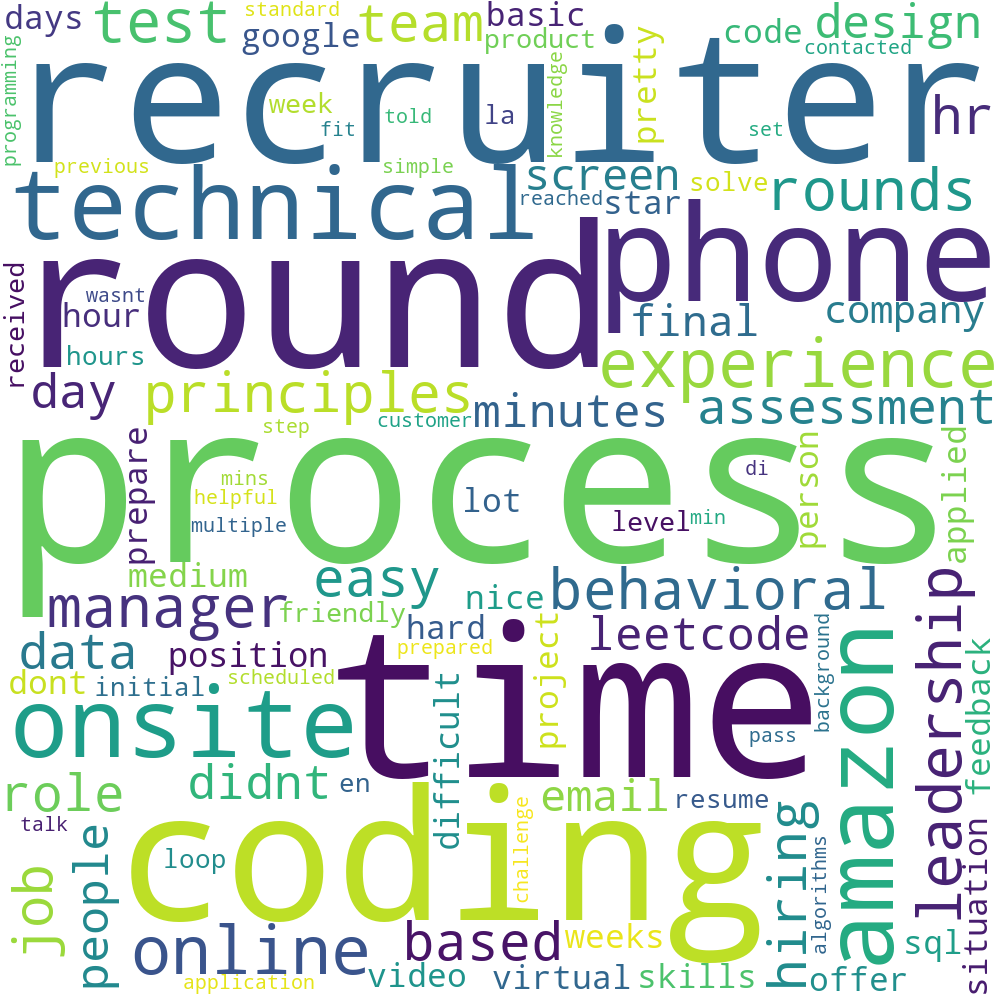 days
test
standard
google
team
basic
product
code
contacted
design
programming
recruiter
week
fit
told
la
knowledge
pretty
set
hr
previous
simple
technical
screen
reached
star
solve
rounds
phone
received
wasnt
hour
hours
round
final
company
experience
day
principles
step
customer
minutes
assessment
process
prepare
mins
helpful
multiple
lot
level
min
di
person
applied
medium
easy
nice
behavioral
manager
friendly
hard
prepared
leetcode
data
position
dont
initial
scheduled
time
difficult
project
background
pass
amazon
leadership
feedback
onsite
role
didnt
en
email
resume
talk
job
people
loop
coding
challenge
hiring
algorithms
situation
online
based
weeks
sql
application
video
virtual
skills
offer